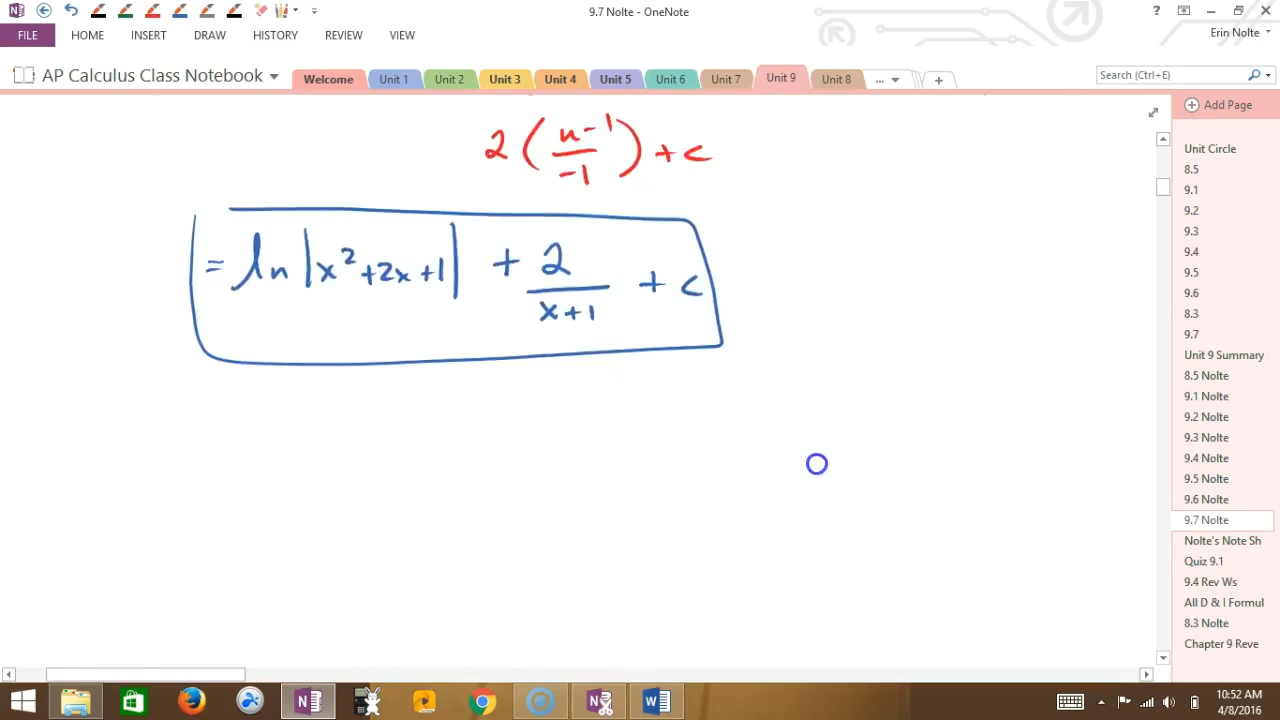 9.7 Nolte - OneNote
?
FILE HOME INSERT DRAW HISTORY REVIEW VIEW
Erin Nolte
AP Calculus Class Notebook
Welcome Unit 1 Unit 2 Unit 3 Unit 4 Unit 5 Unit 6 Unit 7 Unit 9 Unit 8 ... +
Search (Ctrl+E)
Add Page
2 (u-1/-1) + c
= ln |x²+2x+1| + 2/(x+1) + c
Unit Circle
8.5
9.1
9.2
9.3
9.4
9.5
9.6
8.3
9.7
Unit 9 Summary
8.5 Nolte
9.1 Nolte
9.2 Nolte
9.3 Nolte
9.4 Nolte
9.5 Nolte
9.6 Nolte
9.7 Nolte
Nolte's Note Sh
Quiz 9.1
9.4 Rev Ws
All D & I Formul
8.3 Nolte
Chapter 9 Reve
10:52 AM
4/8/2016